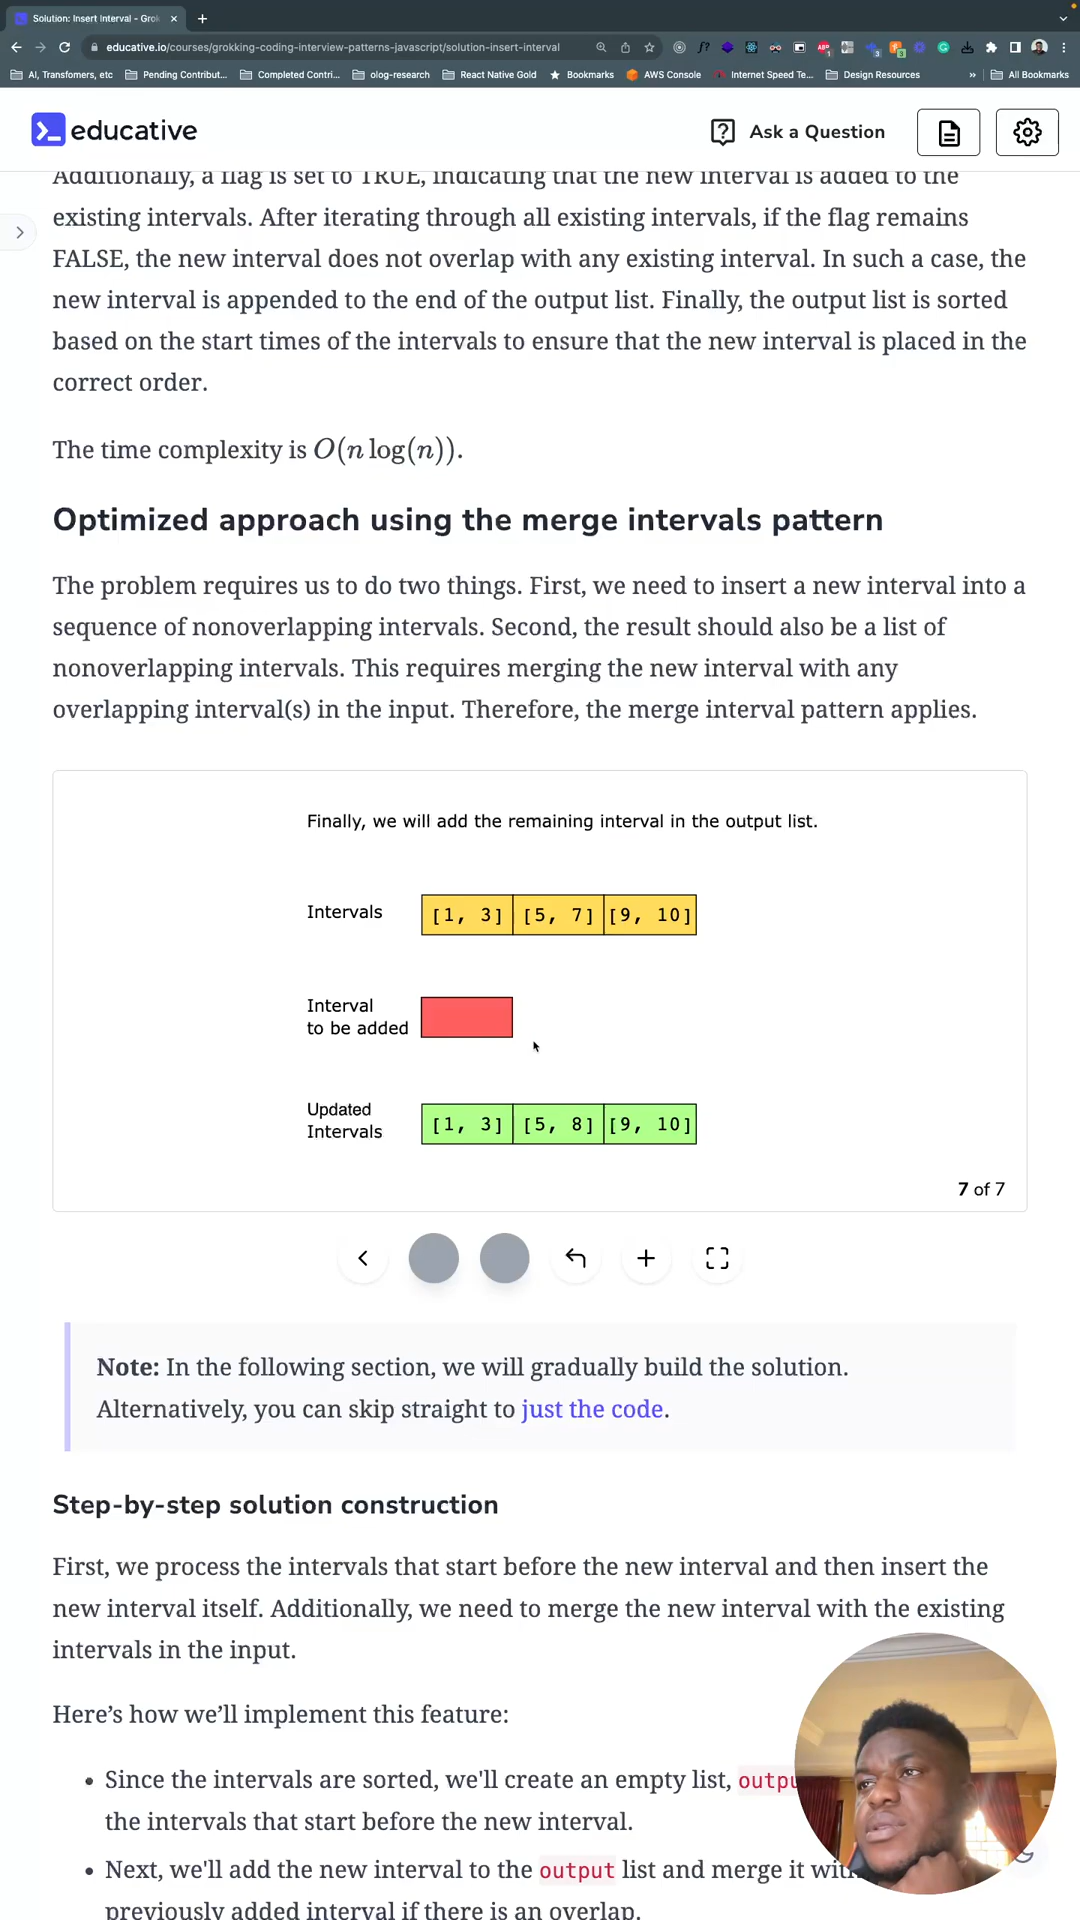 Solution: Insert Interval - Grok
educative.io/courses/grokking-coding-interview-patterns-javascript/solution-insert-interval
AI, Transfomers, etc
Pending Contribut...
Completed Contri...
olog-research
React Native Gold
Bookmarks
AWS Console
Internet Speed Te...
Design Resources
»
All Bookmarks
educative
Ask a Question
Additionally, a flag is set to TRUE, indicating that the new interval is added to the
existing intervals. After iterating through all existing intervals, if the flag remains
FALSE, the new interval does not overlap with any existing interval. In such a case, the
new interval is appended to the end of the output list. Finally, the output list is sorted
based on the start times of the intervals to ensure that the new interval is placed in the
correct order.
The time complexity is O(n log(n)).
Optimized approach using the merge intervals pattern
The problem requires us to do two things. First, we need to insert a new interval into a
sequence of nonoverlapping intervals. Second, the result should also be a list of
nonoverlapping intervals. This requires merging the new interval with any
overlapping interval(s) in the input. Therefore, the merge interval pattern applies.
Finally, we will add the remaining interval in the output list.
Intervals [1, 3] [5, 7] [9, 10]
Interval
to be added
Updated
Intervals
[1, 3] [5, 8] [9, 10]
7 of 7
Note: In the following section, we will gradually build the solution.
Alternatively, you can skip straight to just the code.
Step-by-step solution construction
First, we process the intervals that start before the new interval and then insert the
new interval itself. Additionally, we need to merge the new interval with the existing
intervals in the input.
Here’s how we’ll implement this feature:
• Since the intervals are sorted, we'll create an empty list, outpu
the intervals that start before the new interval.
• Next, we'll add the new interval to the output list and merge it wit
previously added interval if there is an overlap.